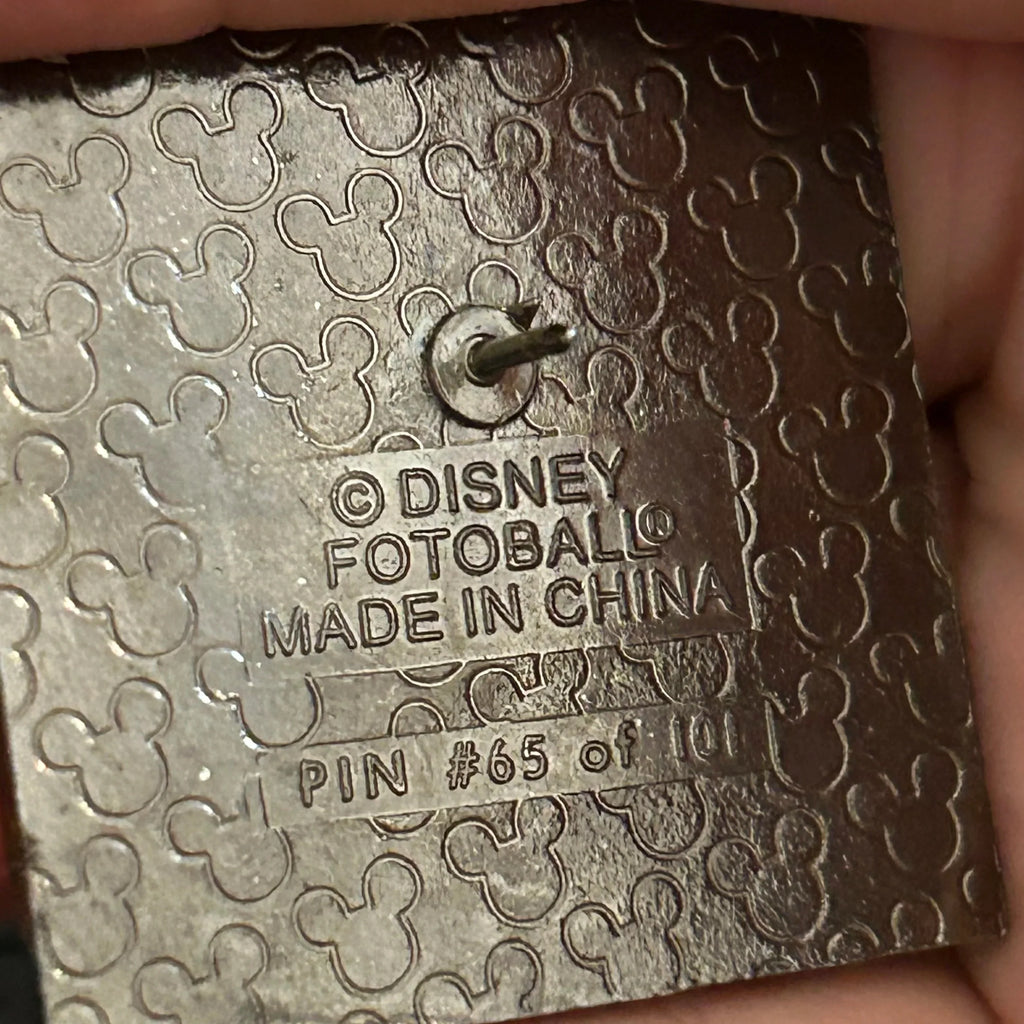 © DISNEY
FOTOBALL®
MADE IN CHINA
PIN #65 of 101